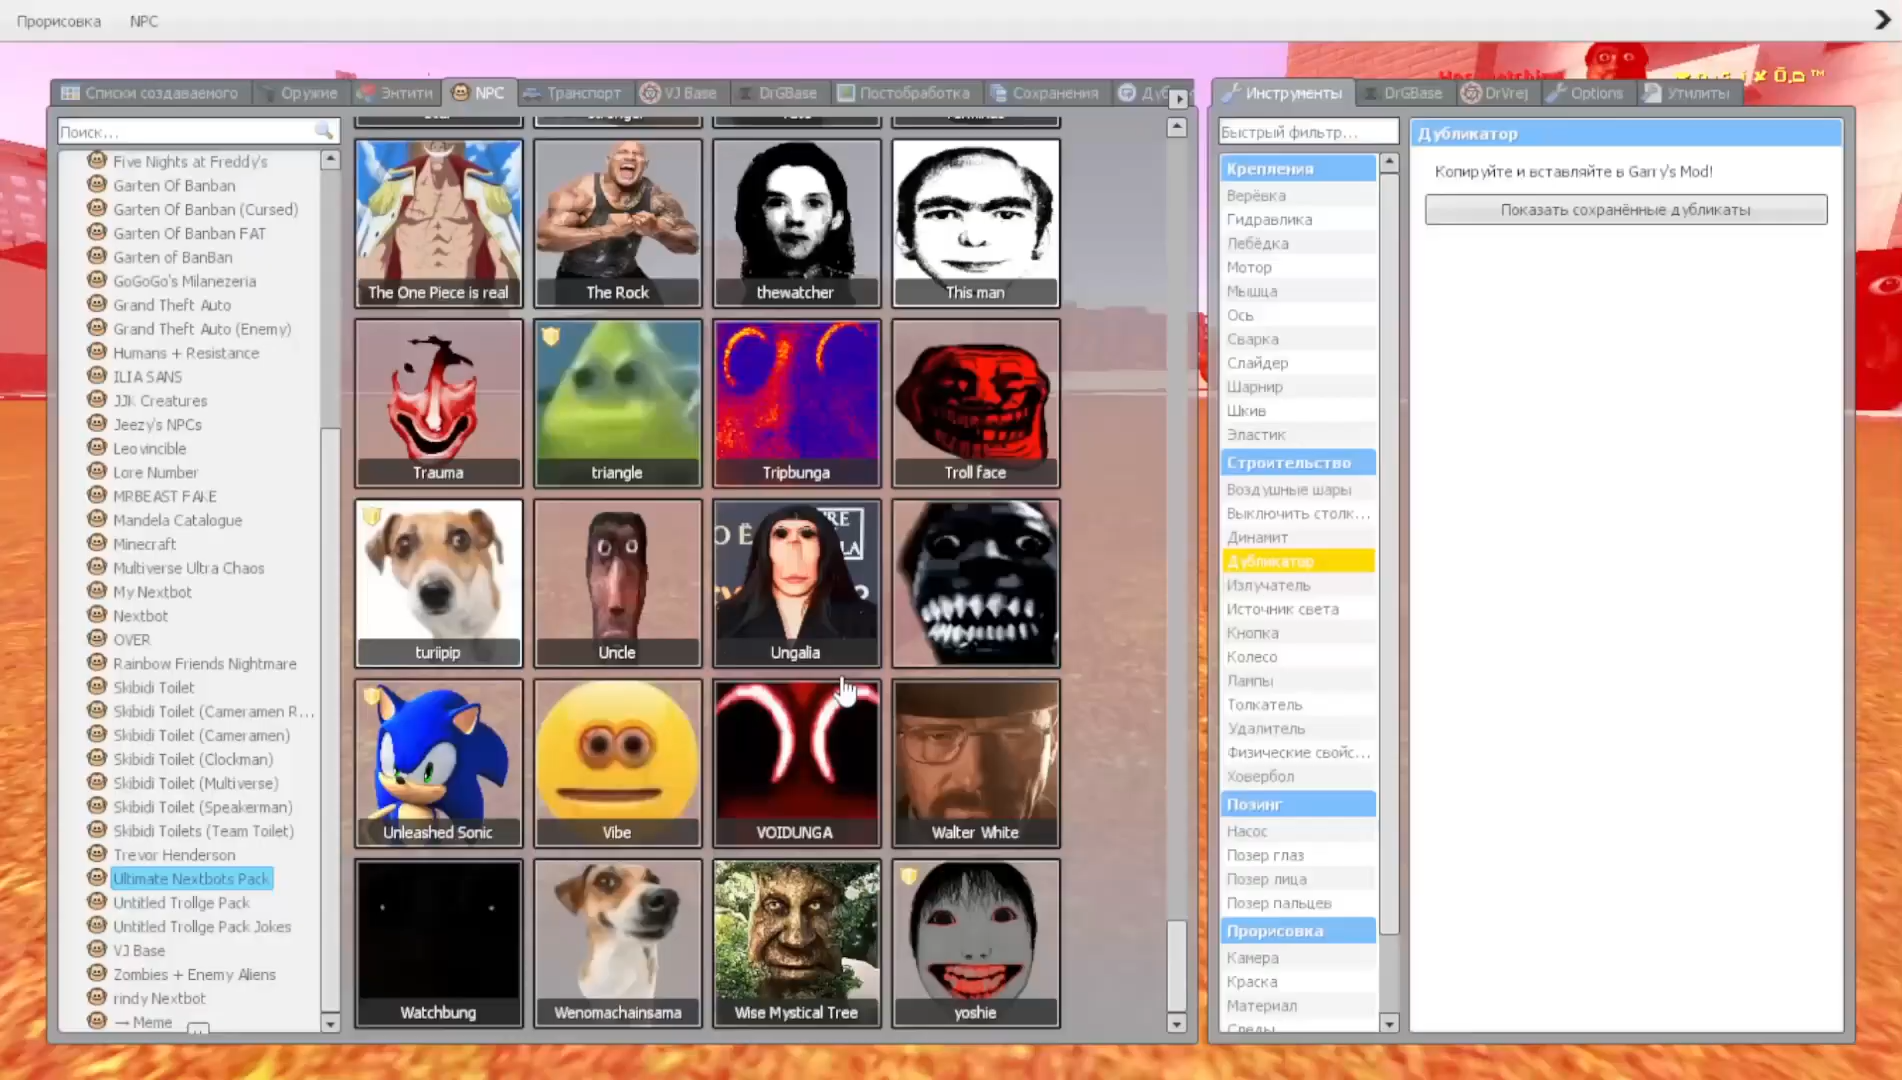 Прорисовка NPC
Списки создаваемого Оружие Энтити NPC Транспорт VJ Base DrGBase Постобработка Сохранения
Инструменты DrGBase DrVrej Options Утилиты
Поиск...
Five Nights at Freddy's
Garten Of Banban
Garten Of Banban (Cursed)
Garten Of Banban FAT
Garten of BanBan
GoGoGo's Milanezeria
Grand Theft Auto
Grand Theft Auto (Enemy)
Humans + Resistance
ILIA SANS
JJK Creatures
Jeezy's NPCs
Leovincible
Lore Number
MRBEAST FAKE
Mandela Catalogue
Minecraft
Multiverse Ultra Chaos
My Nextbot
Nextbot
OVER
Rainbow Friends Nightmare
Skibidi Toilet
Skibidi Toilet (Cameramen R...
Skibidi Toilet (Cameramen)
Skibidi Toilet (Clockman)
Skibidi Toilet (Multiverse)
Skibidi Toilet (Speakerman)
Skibidi Toilets (Team Toilet)
Trevor Henderson
Ultimate Nextbots Pack
Untitled Trollge Pack
Untitled Trollge Pack Jokes
VJ Base
Zombies + Enemy Aliens
rindy Nextbot
→ Meme
The One Piece is real The Rock thewatcher This man
Trauma triangle Tripbunga Troll face
turiipip Uncle Ungalia
Unleashed Sonic Vibe VOIDUNGA Walter White
Watchbung Wenomachainsama Wise Mystical Tree yoshie
Быстрый фильтр...
Крепления
Верёвка
Гидравлика
Лебёдка
Мотор
Мышца
Ось
Сварка
Слайдер
Шарнир
Шкив
Эластик
Строительство
Воздушные шары
Выключить столк...
Динамит
Дубликатор
Излучатель
Источник света
Кнопка
Колесо
Лампы
Толкатель
Удалитель
Физические свойс...
Ховербол
Позинг
Насос
Позер глаз
Позер лица
Позер пальцев
Прорисовка
Камера
Краска
Материал
Следы
Дубликатор
Копируйте и вставляйте в Garry's Mod!
Показать сохранённые дубликаты